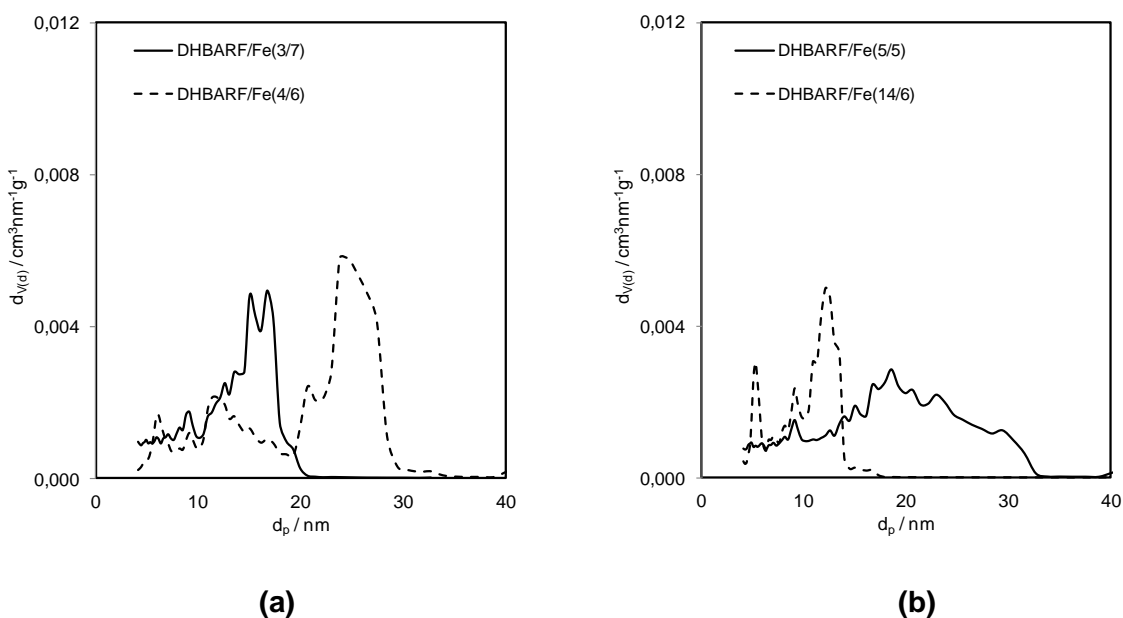 0,012
DHBARF/Fe(3/7)
DHBARF/Fe(4/6)
0,008
0,004
0,000
0 10 20 30 40
d_V(d) / cm³nm⁻¹g⁻¹
d_p / nm
(a)
0,012
DHBARF/Fe(5/5)
DHBARF/Fe(14/6)
0,008
0,004
0,000
0 10 20 30 40
d_V(d) / cm³nm⁻¹g⁻¹
d_p / nm
(b)